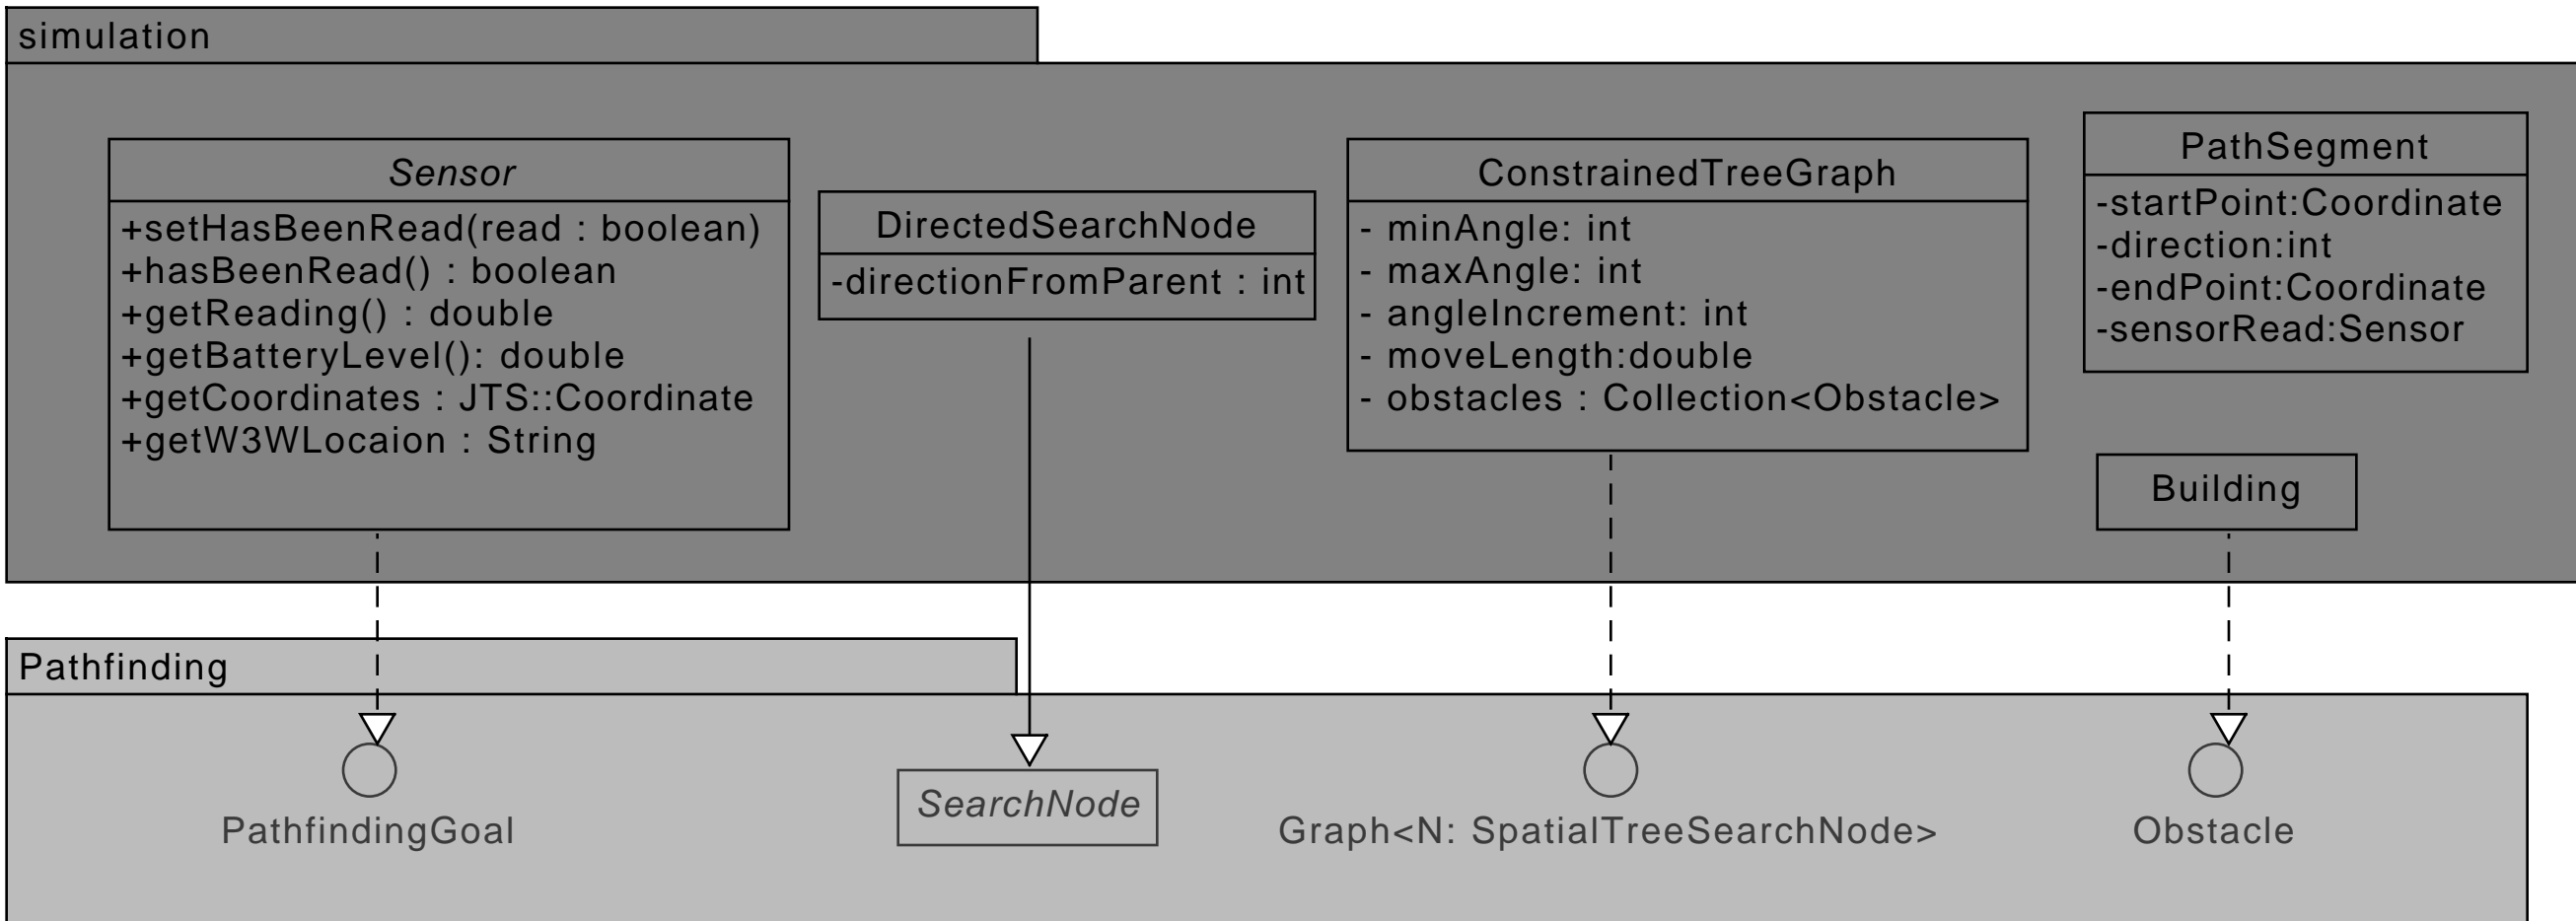 simulation
Sensor
+setHasBeenRead(read : boolean)
+hasBeenRead() : boolean
+getReading() : double
+getBatteryLevel(): double
+getCoordinates : JTS::Coordinate
+getW3WLocaion : String
DirectedSearchNode
-directionFromParent : int
ConstrainedTreeGraph
- minAngle: int
- maxAngle: int
- angleIncrement: int
- moveLength:double
- obstacles : Collection<Obstacle>
PathSegment
-startPoint:Coordinate
-direction:int
-endPoint:Coordinate
-sensorRead:Sensor
Building
Pathfinding
PathfindingGoal
SearchNode
Graph<N: SpatialTreeSearchNode>
Obstacle